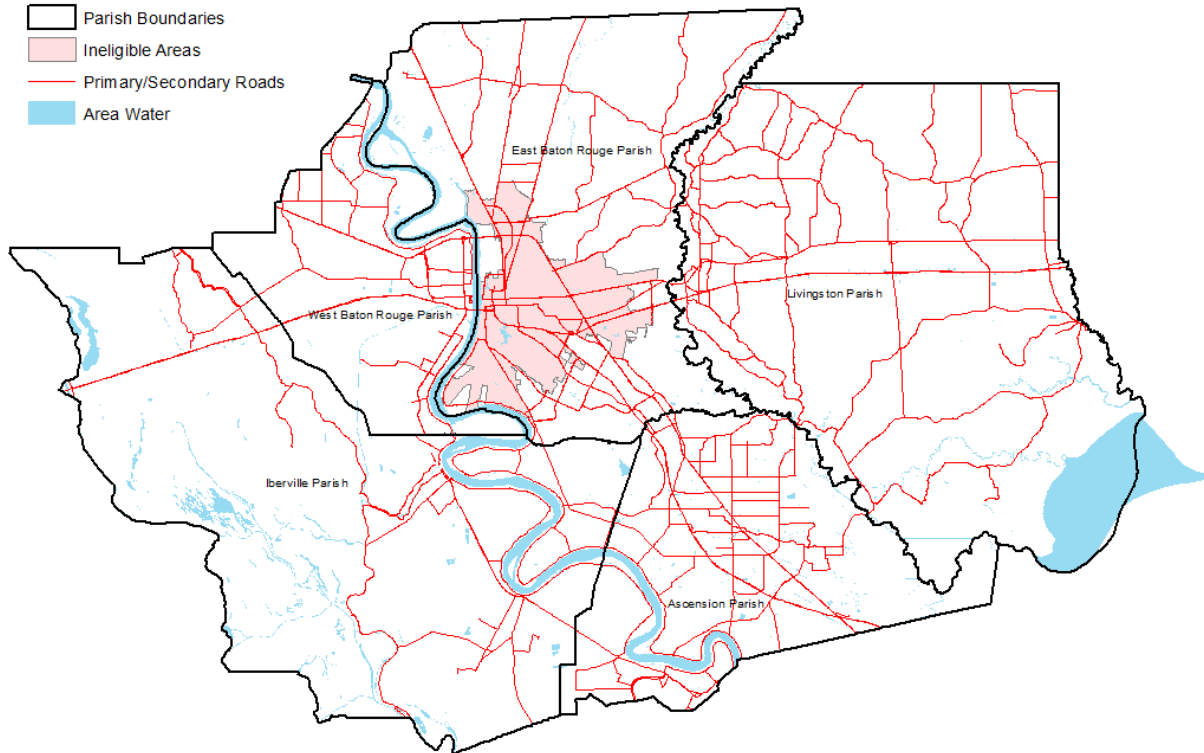 Parish Boundaries
Ineligible Areas
Primary/Secondary Roads
Area Water
East Baton Rouge Parish
Livingston Parish
West Baton Rouge Parish
Iberville Parish
Ascension Parish